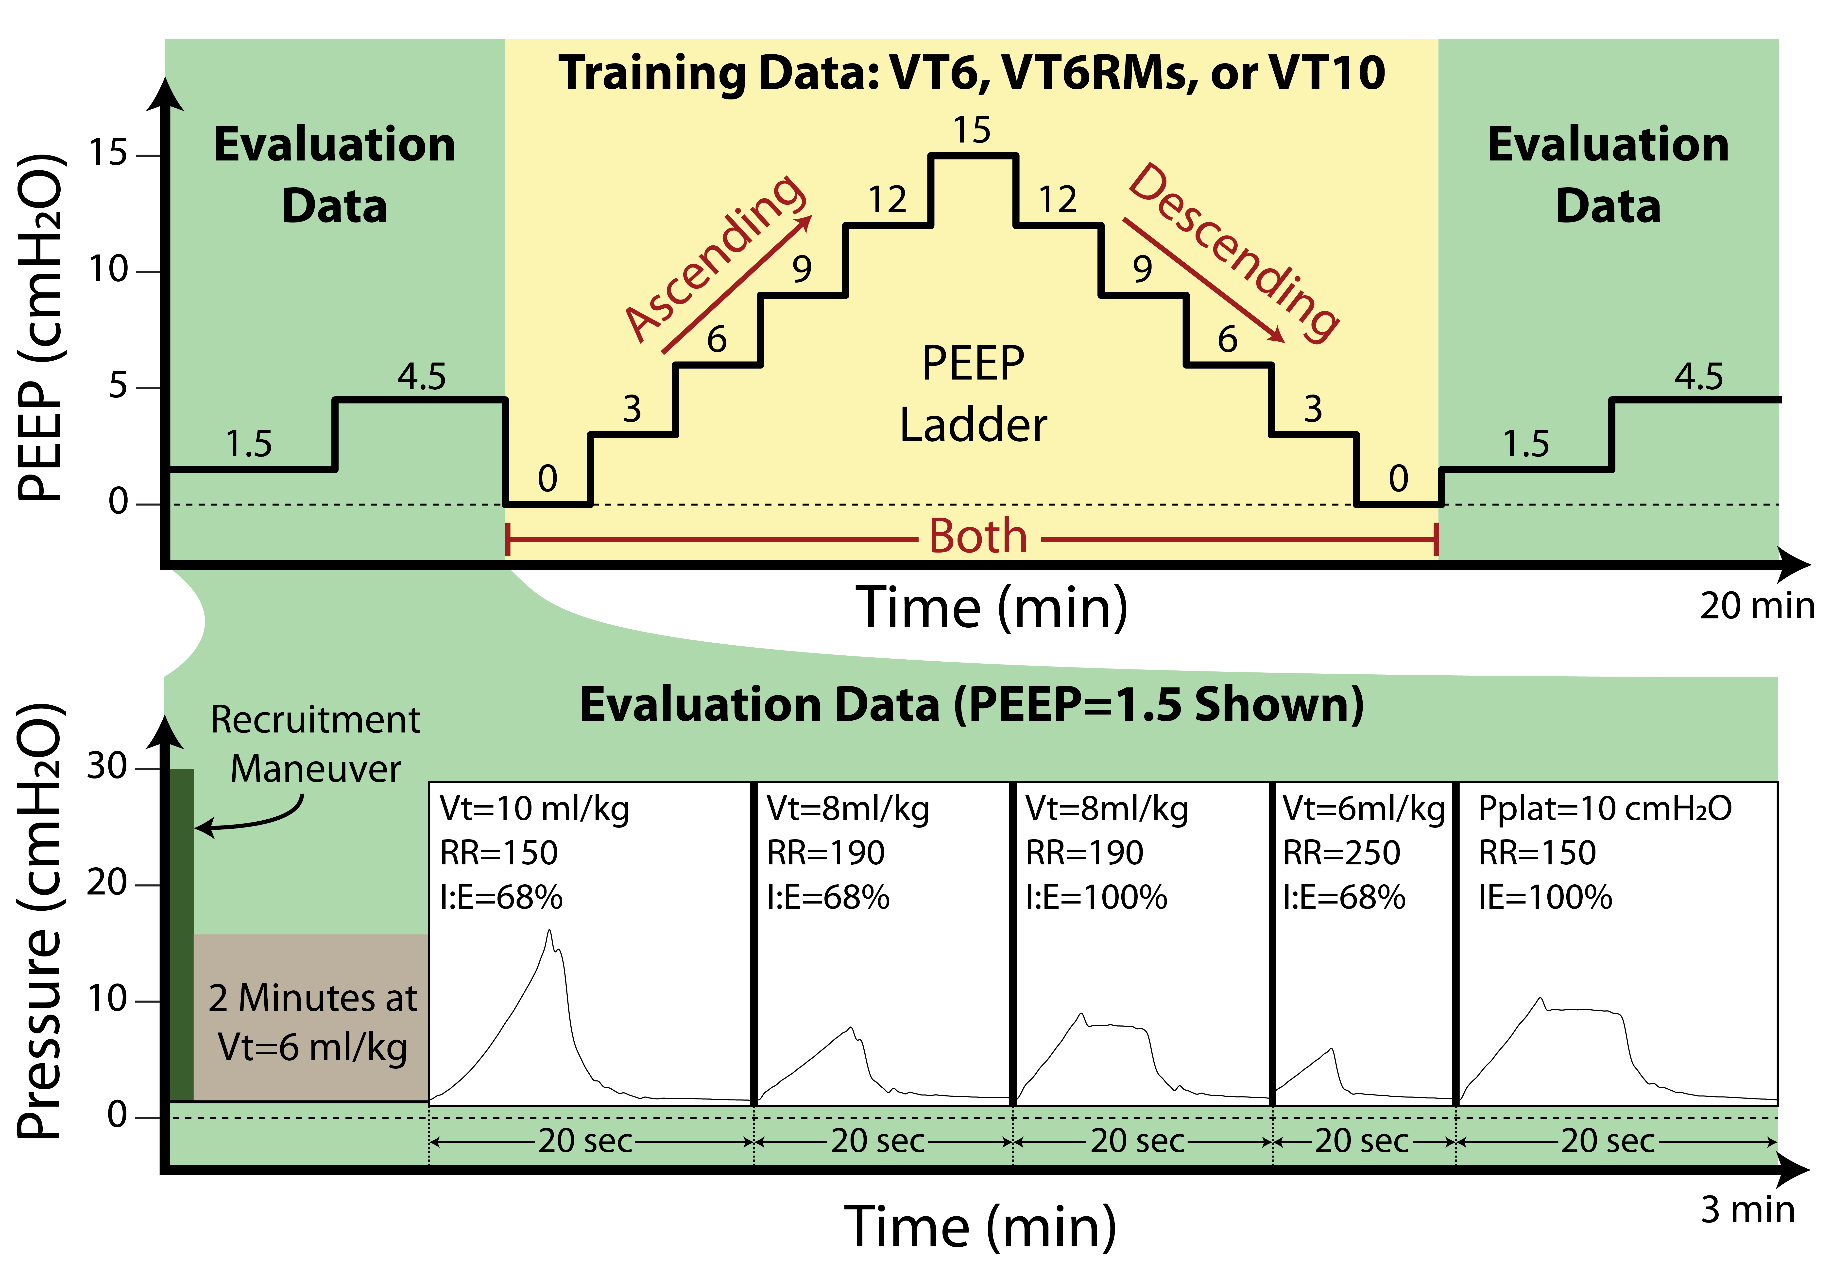 Training Data: VT6, VT6RMs, or VT10
Evaluation
Data
Evaluation
Data
PEEP (cmH₂O)
15
10
5
0
1.5
4.5
0
3
6
9
12
15
12
9
6
3
0
1.5
4.5
Ascending
Descending
PEEP
Ladder
Both
Time (min)
20 min
Evaluation Data (PEEP=1.5 Shown)
Pressure (cmH₂O)
30
20
10
0
Recruitment
Maneuver
2 Minutes at
Vt=6 ml/kg
Vt=10 ml/kg
RR=150
I:E=68%
Vt=8ml/kg
RR=190
I:E=68%
Vt=8ml/kg
RR=190
I:E=100%
Vt=6ml/kg
RR=250
I:E=68%
Pplat=10 cmH₂O
RR=150
IE=100%
20 sec
20 sec
20 sec
20 sec
20 sec
Time (min)
3 min